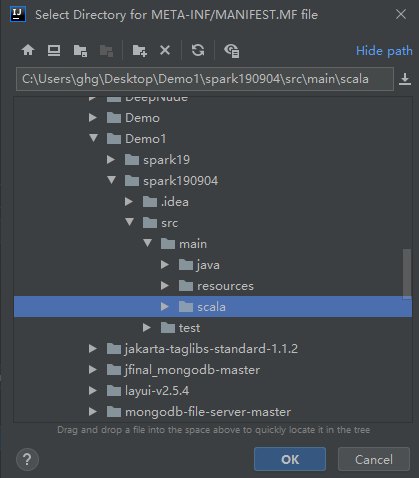 Select Directory for META-INF/MANIFEST.MF file
Hide path
C:\Users\ghg\Desktop\Demo1\spark190904\src\main\scala
DeepNude
Demo
Demo1
spark19
spark190904
.idea
src
main
java
resources
scala
test
jakarta-taglibs-standard-1.1.2
jfinal_mongodb-master
layui-v2.5.4
mongodb-file-server-master
Drag and drop a file into the space above to quickly locate it in the tree
?
OK
Cancel